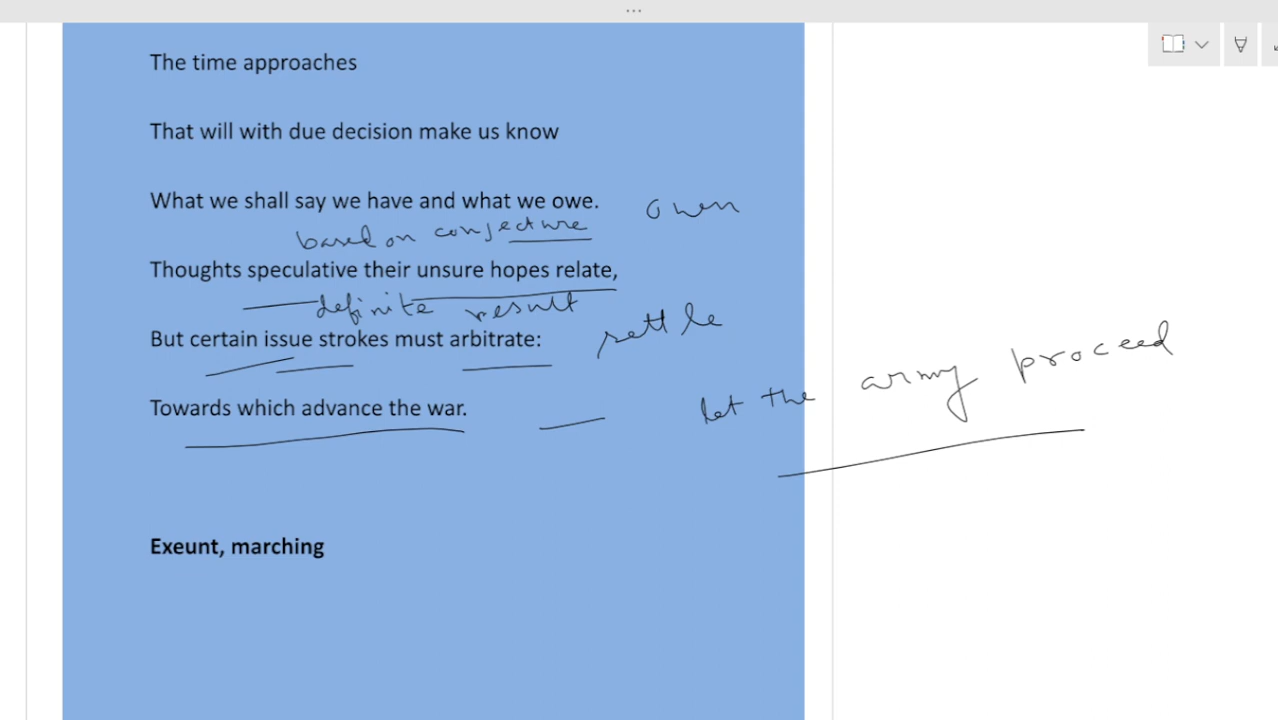 The time approaches
That will with due decision make us know
What we shall say we have and what we owe.
own
based on conjecture
Thoughts speculative their unsure hopes relate,
definite result
But certain issue strokes must arbitrate:
settle
Towards which advance the war.
let the army proceed
Exeunt, marching